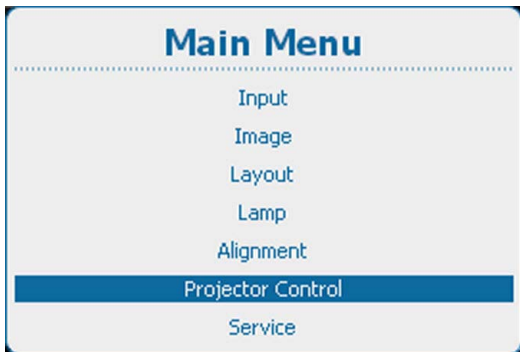 Main Menu
Input
Image
Layout
Lamp
Alignment
Projector Control
Service